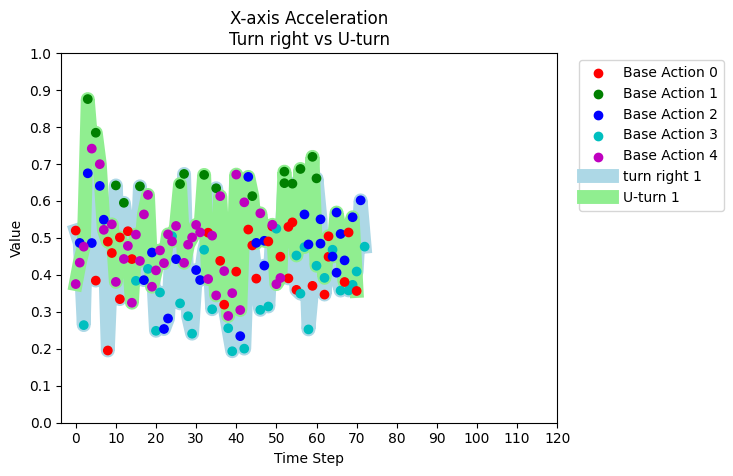 X-axis Acceleration
Turn right vs U-turn
1.0
0.9
0.8
0.7
0.6
0.5
0.4
0.3
0.2
0.1
0.0
Value
0 10 20 30 40 50 60 70 80 90 100 110 120
Time Step
Base Action 0
Base Action 1
Base Action 2
Base Action 3
Base Action 4
turn right 1
U-turn 1